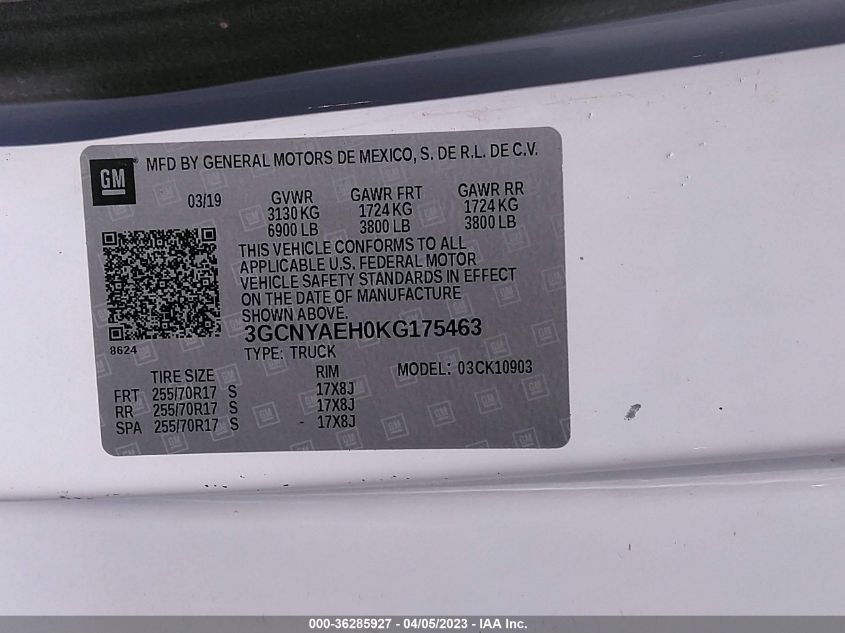 GM ® MFD BY GENERAL MOTORS DE MEXICO, S. DE R.L. DE C.V.
03/19 GVWR GAWR FRT GAWR RR
3130 KG 1724 KG 1724 KG
6900 LB 3800 LB 3800 LB
THIS VEHICLE CONFORMS TO ALL
APPLICABLE U.S. FEDERAL MOTOR
VEHICLE SAFETY STANDARDS IN EFFECT
ON THE DATE OF MANUFACTURE
SHOWN ABOVE.
3GCNYAEH0KG175463
8624 TYPE: TRUCK
TIRE SIZE RIM MODEL: 03CK10903
FRT 255/70R17 S 17X8J
RR 255/70R17 S 17X8J
SPA 255/70R17 S - 17X8J
000-36285927 - 04/05/2023 - IAA Inc.